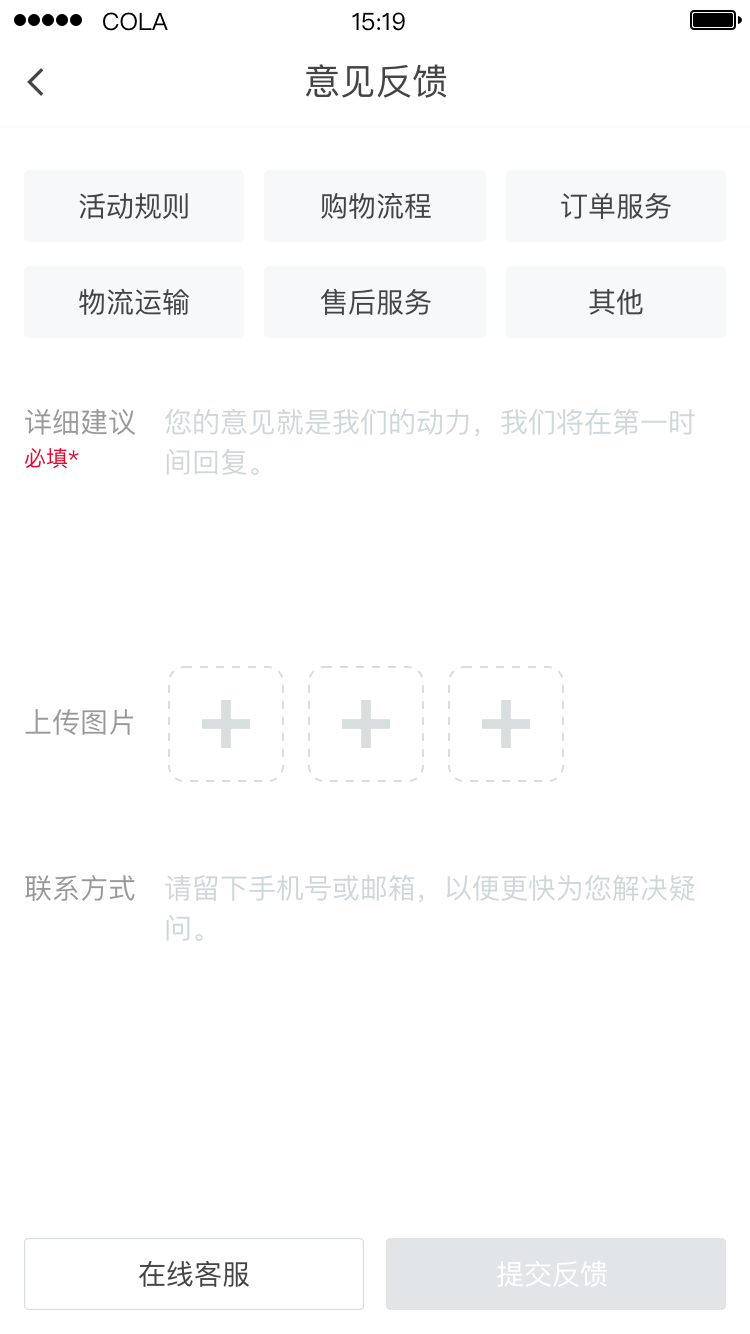 COLA 15:19
意见反馈
活动规则 购物流程 订单服务
物流运输 售后服务 其他
详细建议 您的意见就是我们的动力，我们将在第一时
必填* 间回复。
上传图片
联系方式 请留下手机号或邮箱，以便更快为您解决疑
问。
在线客服 提交反馈